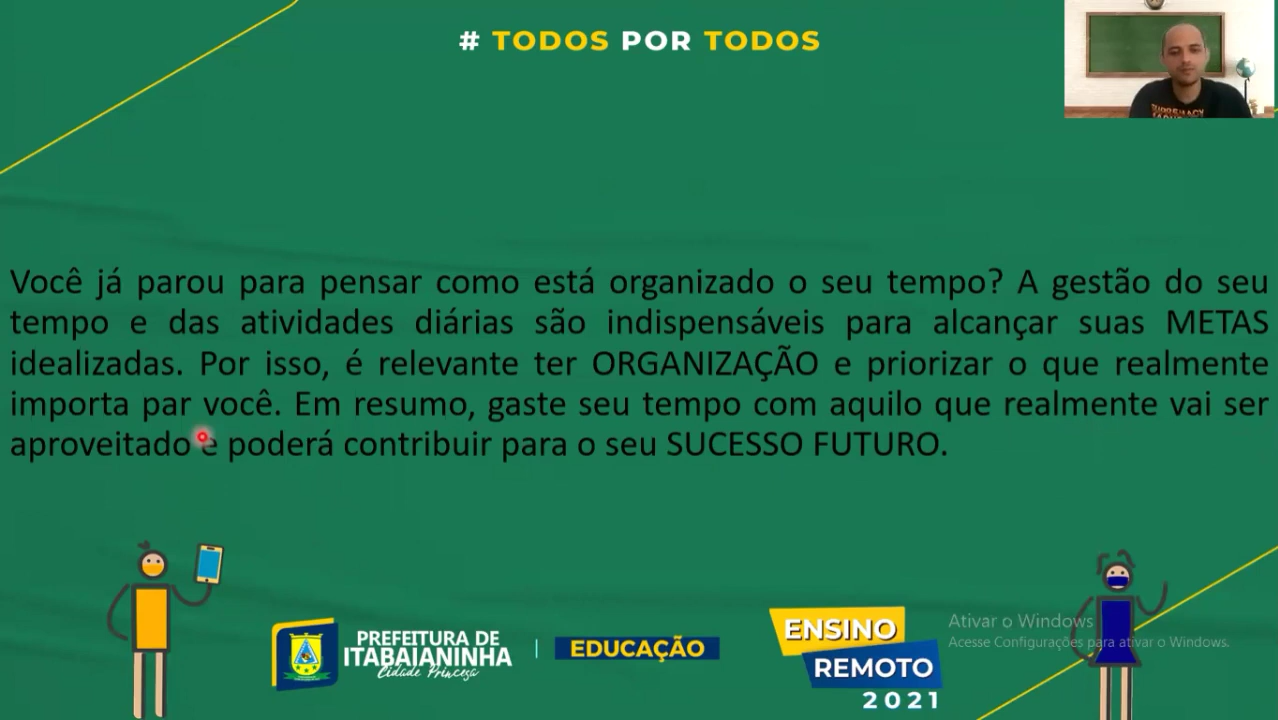 # TODOS POR TODOS
Você já parou para pensar como está organizado o seu tempo? A gestão do seu
tempo e das atividades diárias são indispensáveis para alcançar suas METAS
idealizadas. Por isso, é relevante ter ORGANIZAÇÃO e priorizar o que realmente
importa par você. Em resumo, gaste seu tempo com aquilo que realmente vai ser
aproveitado e poderá contribuir para o seu SUCESSO FUTURO.
PREFEITURA DE
ITABAIANINHA
Cidade Princesa
EDUCAÇÃO
ENSINO
REMOTO
2021
Ativar o Windows
Acesse Configurações para ativar o Windows.